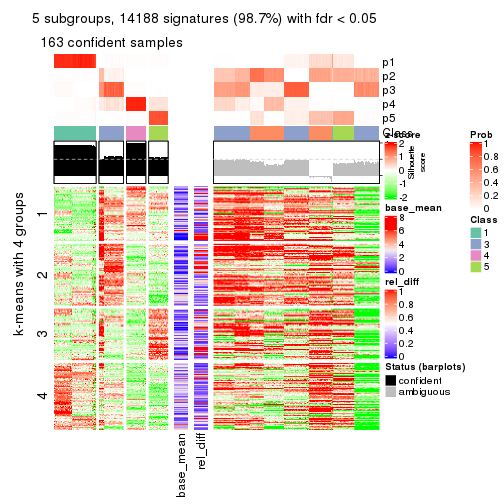 5 subgroups, 14188 signatures (98.7%) with fdr < 0.05
163 confident samples
p1
p2
p3
p4
p5
Class
k-means with 4 groups
1
2
3
4
base_mean
rel_diff
z-score
2
1
0
-1
-2
Silhouette
score
base_mean
8
6
4
2
0
rel_diff
1
0.8
0.6
0.4
0.2
0
Status (barplots)
confident
ambiguous
Prob
1
0.8
0.6
0.4
0.2
0
Class
1
3
4
5